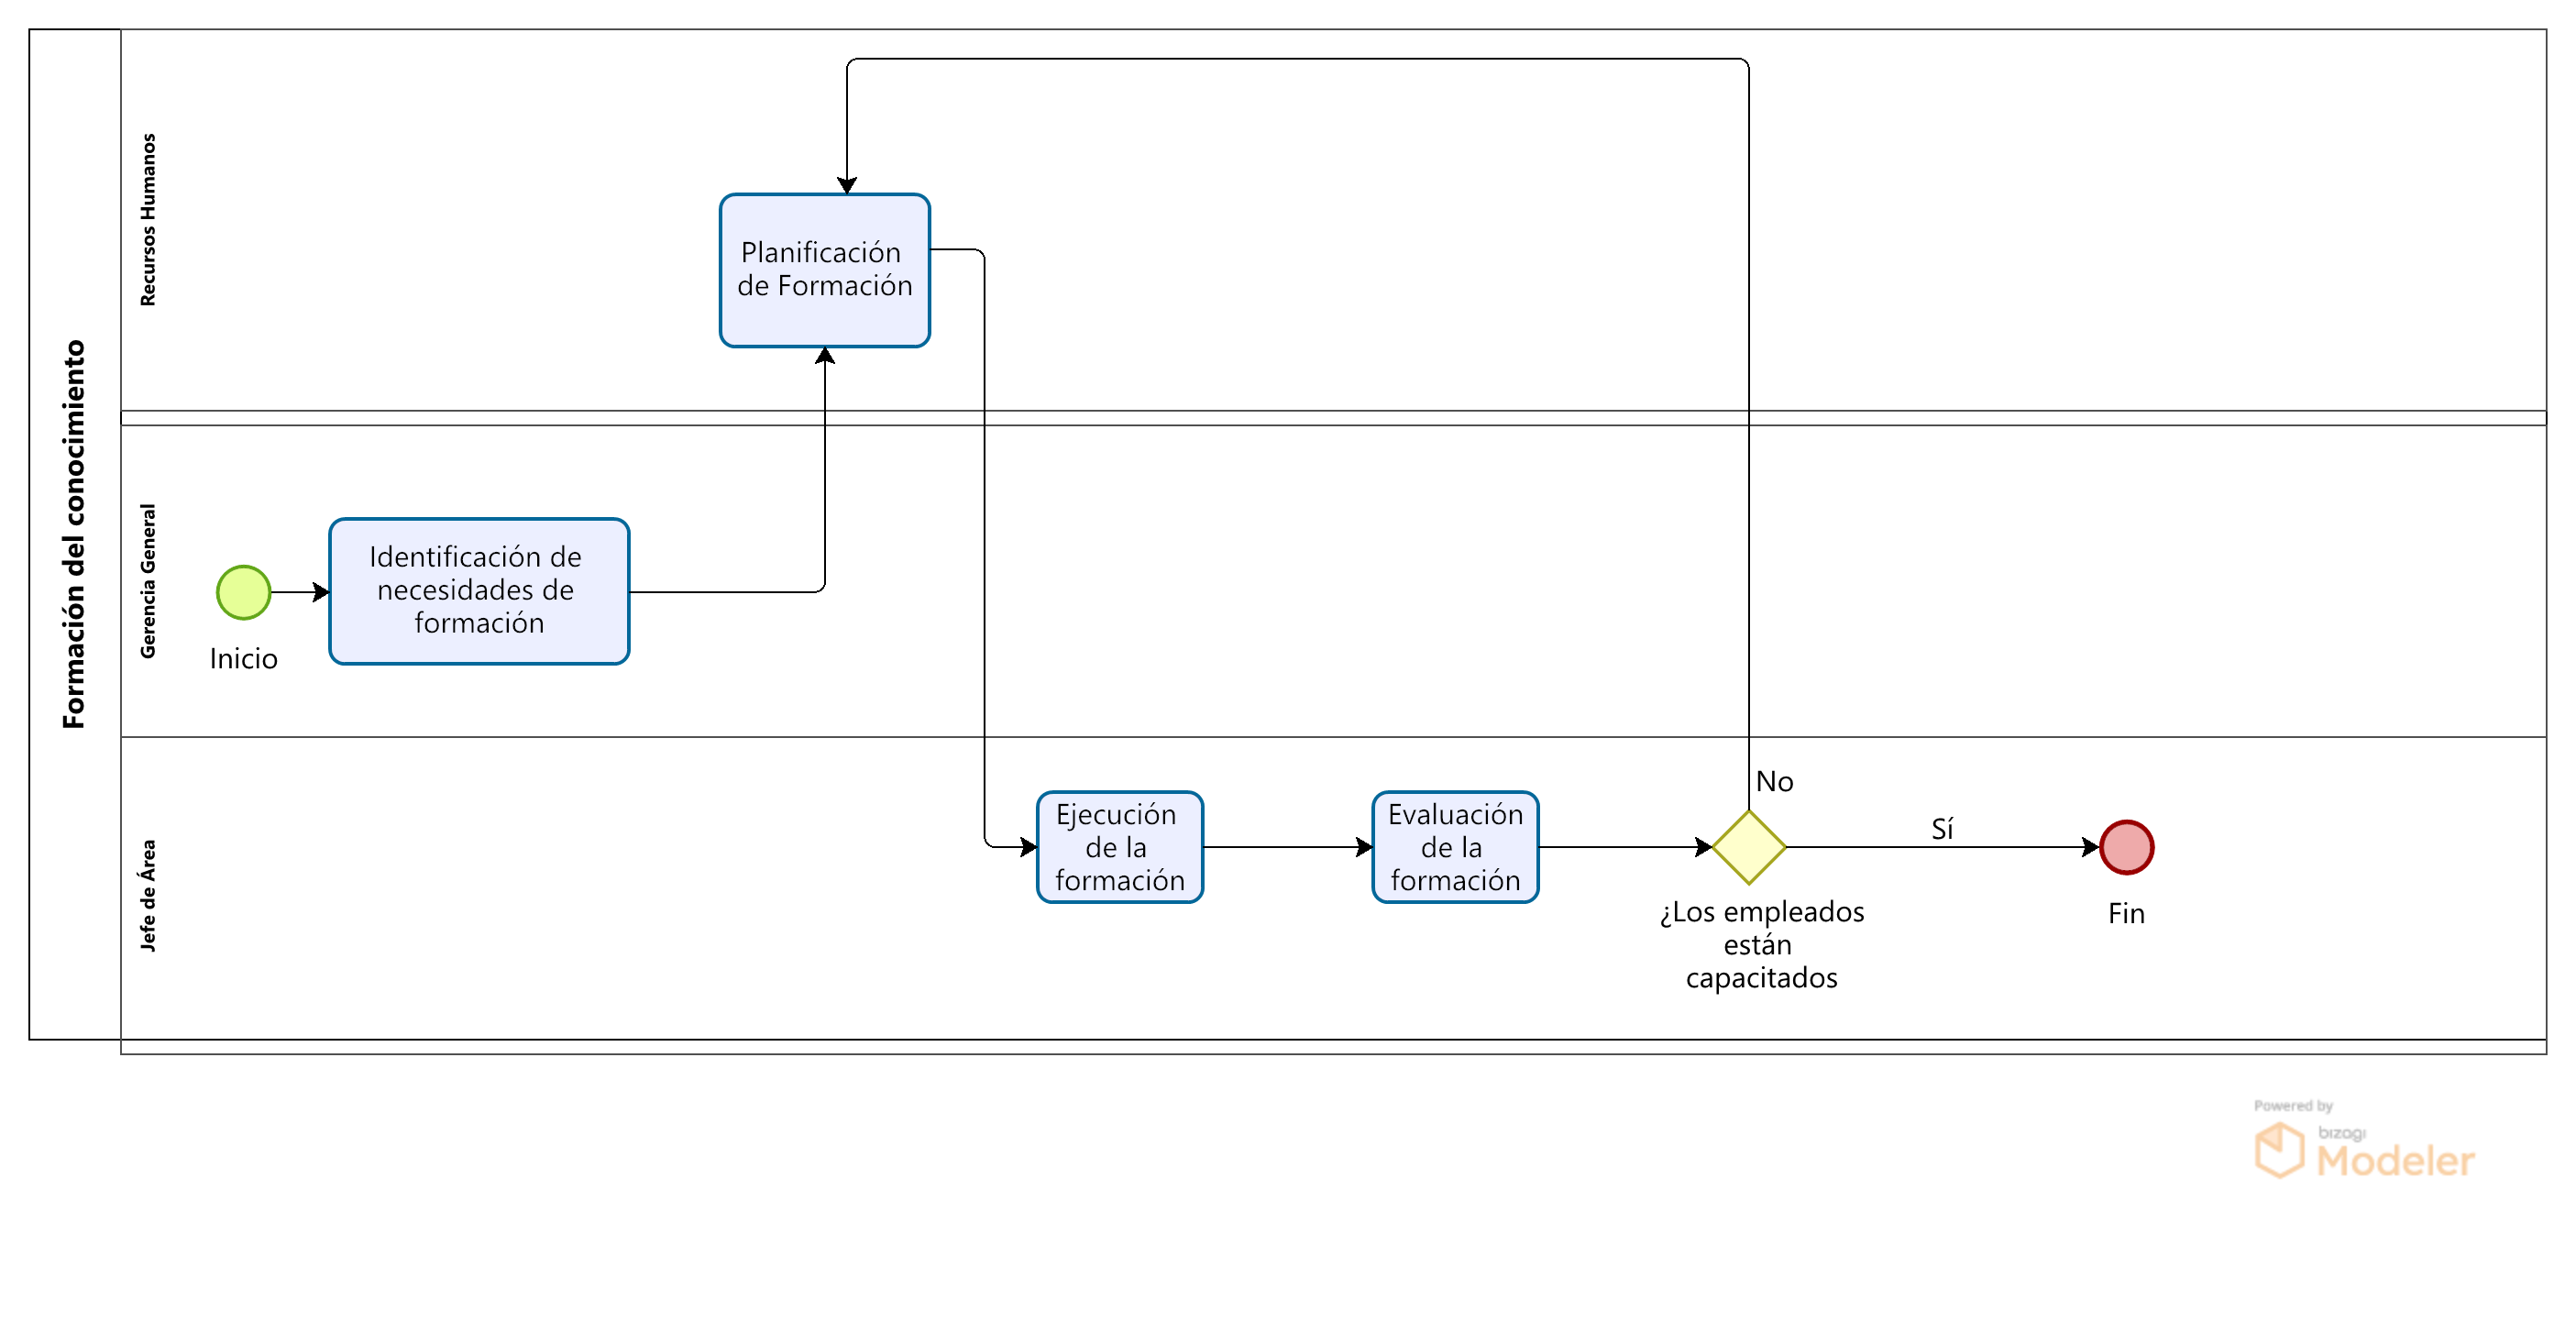 Formación del conocimiento
Recursos Humanos
Planificación
de Formación
Gerencia General
Inicio
Identificación de
necesidades de
formación
Jefe de Área
Ejecución
de la
formación
Evaluación
de la
formación
No
¿Los empleados
están
capacitados
Sí
Fin
Powered by
bizagi
Modeler